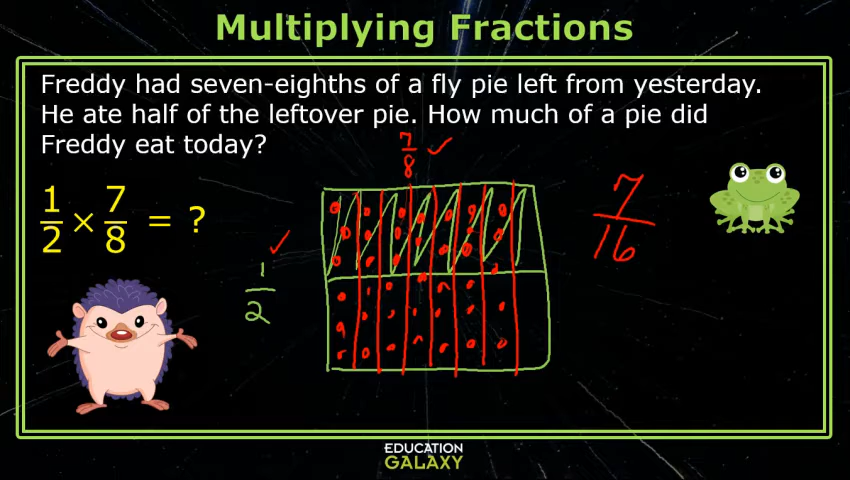 Multiplying Fractions
Freddy had seven-eighths of a fly pie left from yesterday.
He ate half of the leftover pie. How much of a pie did
Freddy eat today?
7/8 ✓
1/2 × 7/8 = ?
✓
1/2
7/16
EDUCATION
GALAXY